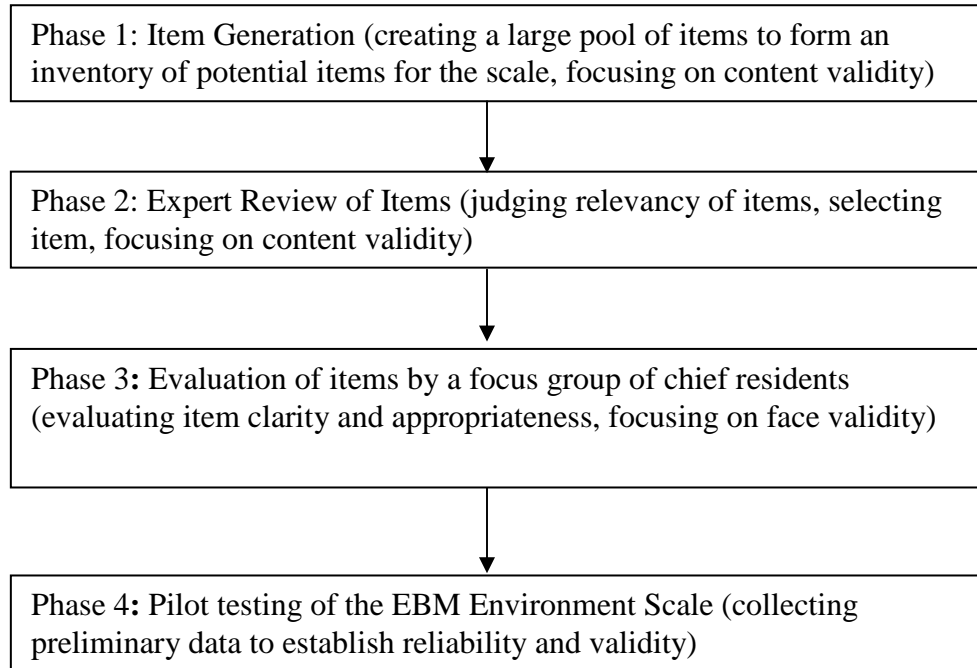 Phase 1: Item Generation (creating a large pool of items to form an
inventory of potential items for the scale, focusing on content validity)
Phase 2: Expert Review of Items (judging relevancy of items, selecting
item, focusing on content validity)
Phase 3: Evaluation of items by a focus group of chief residents
(evaluating item clarity and appropriateness, focusing on face validity)
Phase 4: Pilot testing of the EBM Environment Scale (collecting
preliminary data to establish reliability and validity)